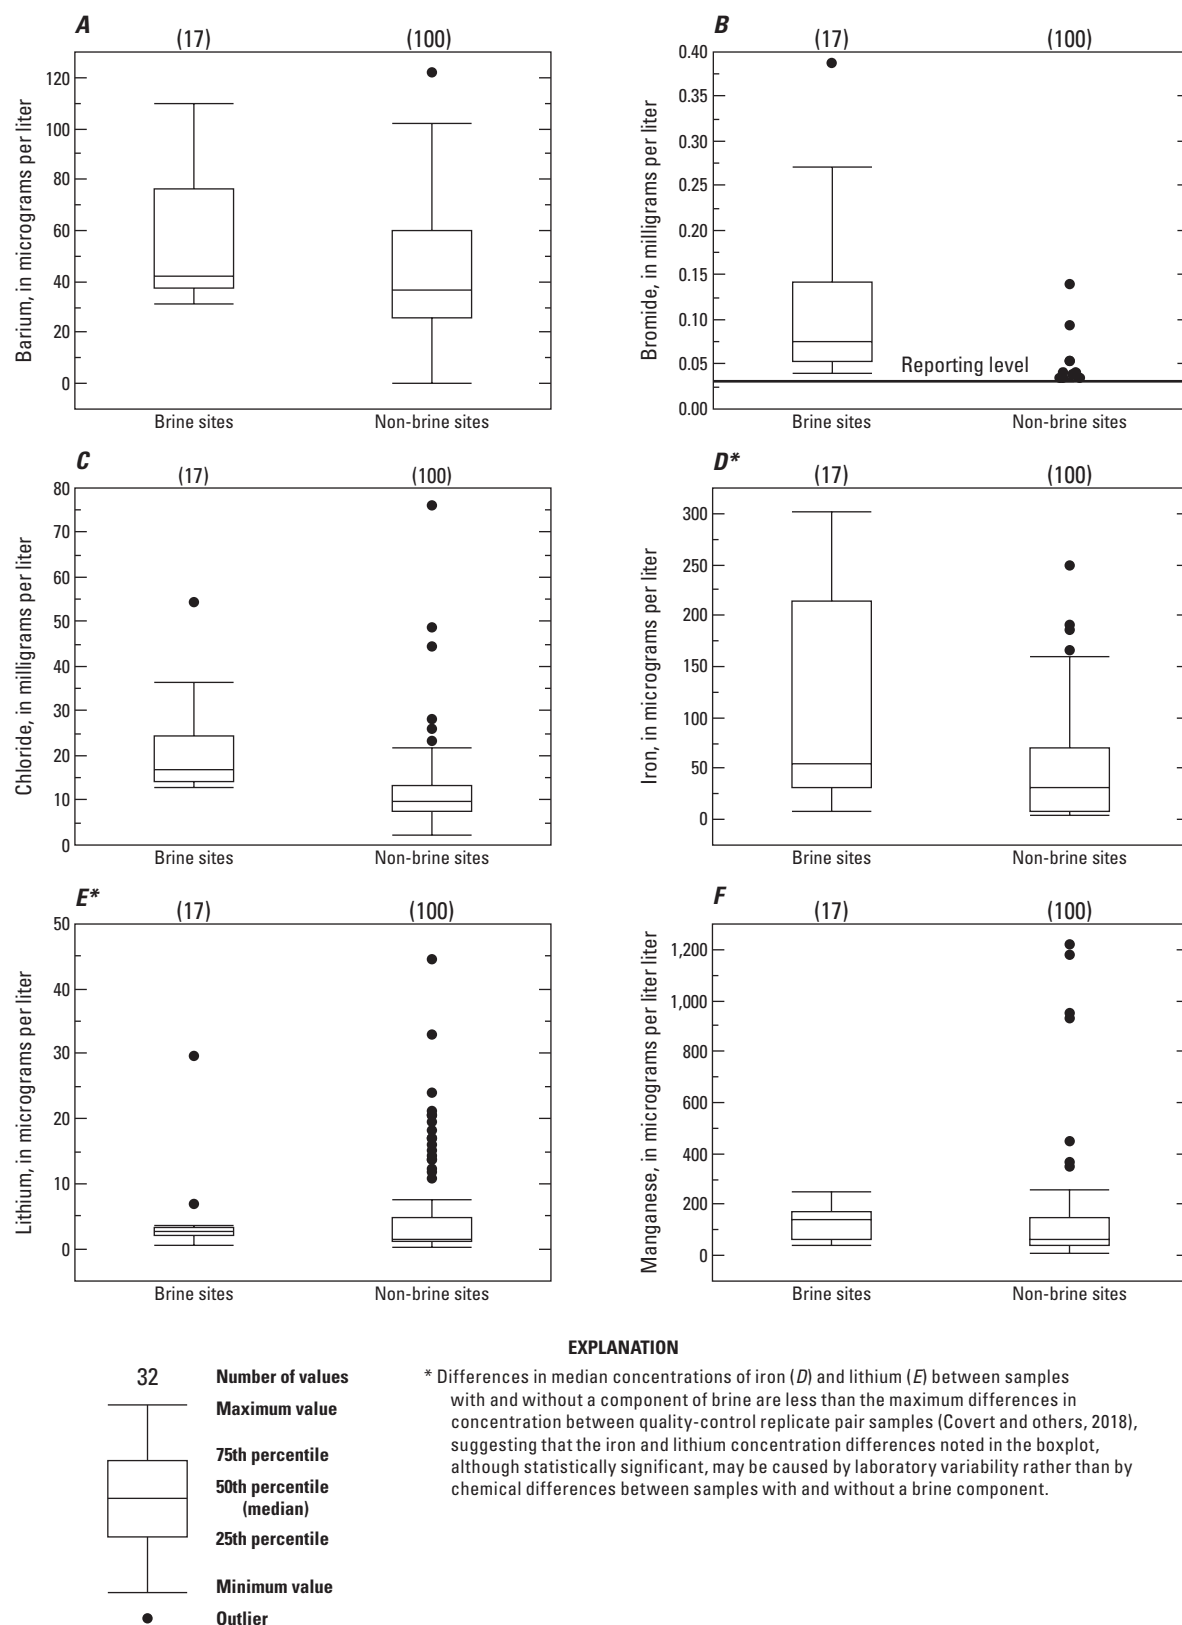 A
(17) (100)
Barium, in micrograms per liter
120
100
80
60
40
20
0
Brine sites Non-brine sites
B
(17) (100)
Bromide, in milligrams per liter
0.40
0.35
0.30
0.25
0.20
0.15
0.10
0.05
0.00
Reporting level
Brine sites Non-brine sites
C
(17) (100)
Chloride, in milligrams per liter
80
70
60
50
40
30
20
10
0
Brine sites Non-brine sites
D*
(17) (100)
Iron, in micrograms per liter
300
250
200
150
100
50
0
Brine sites Non-brine sites
E*
(17) (100)
Lithium, in micrograms per liter
50
40
30
20
10
0
Brine sites Non-brine sites
F
(17) (100)
Manganese, in micrograms per liter liter
1,200
1,000
800
600
400
200
0
Brine sites Non-brine sites
EXPLANATION
32 Number of values
Maximum value
75th percentile
50th percentile
(median)
25th percentile
Minimum value
Outlier
* Differences in median concentrations of iron (D) and lithium (E) between samples
with and without a component of brine are less than the maximum differences in
concentration between quality-control replicate pair samples (Covert and others, 2018),
suggesting that the iron and lithium concentration differences noted in the boxplot,
although statistically significant, may be caused by laboratory variability rather than by
chemical differences between samples with and without a brine component.